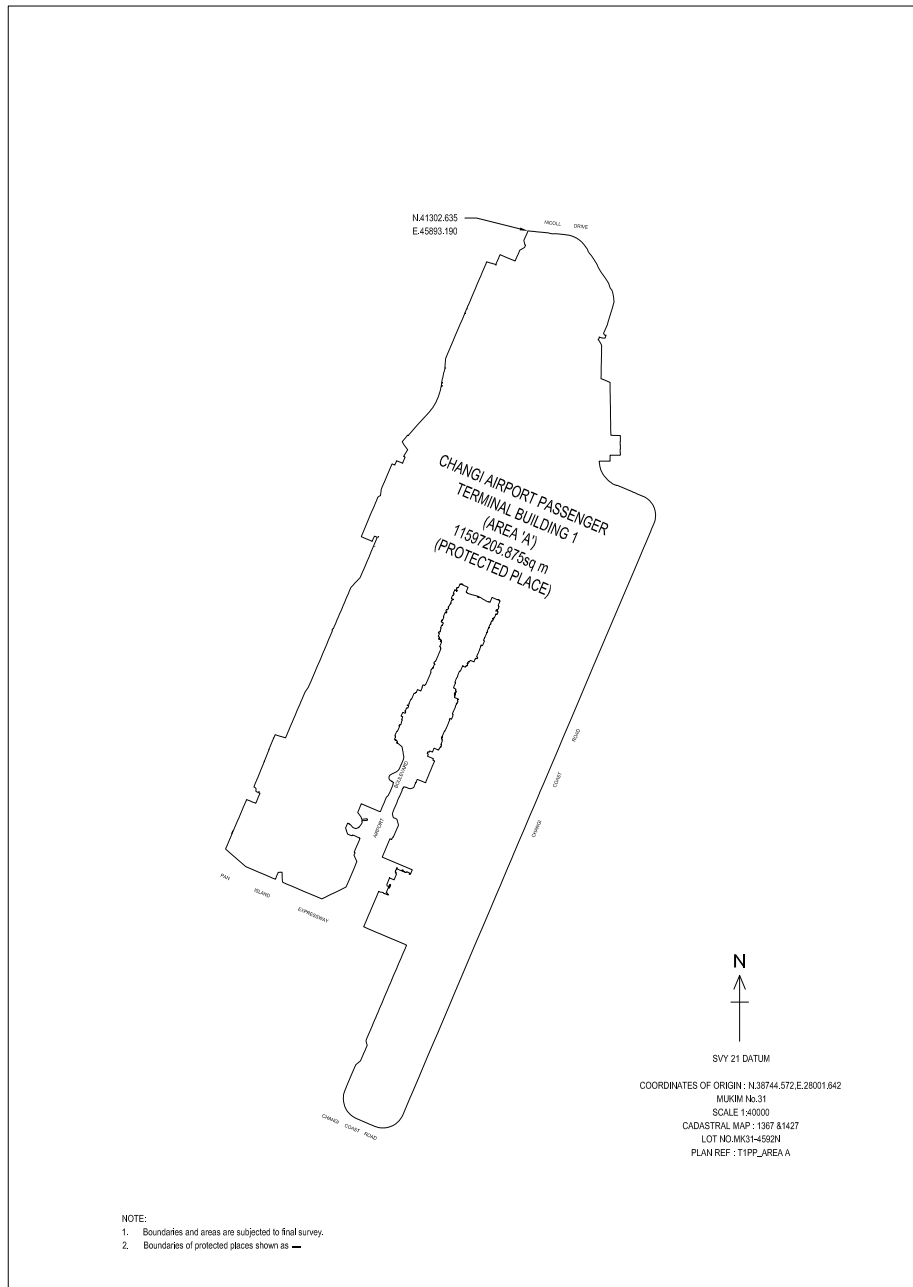 N.41302.635
E.45893.190
NICOLL DRIVE
CHANGI AIRPORT PASSENGER
TERMINAL BUILDING 1
(AREA 'A')
11597205.875sq m
(PROTECTED PLACE)
CHANGI COAST ROAD
AIRPORT BOULEVARD
PAN ISLAND EXPRESSWAY
CHANGI COAST ROAD
N
SVY 21 DATUM
COORDINATES OF ORIGIN : N.38744.572,E.28001.642
MUKIM No.31
SCALE 1:40000
CADASTRAL MAP : 1367 &1427
LOT NO.MK31-4592N
PLAN REF : T1PP_AREA A
NOTE:
1. Boundaries and areas are subjected to final survey.
2. Boundaries of protected places shown as